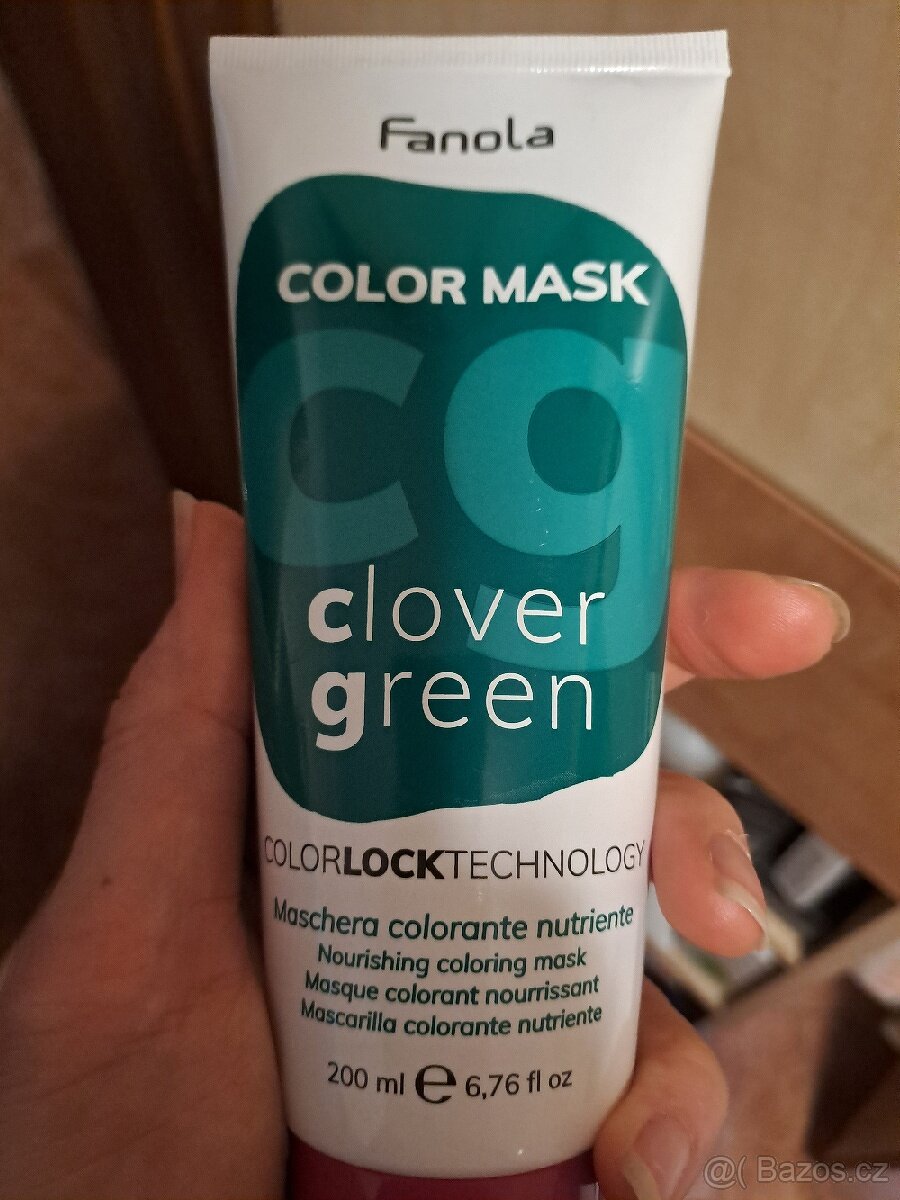 Fanola
COLOR MASK
cg
clover
green
COLORLOCKTECHNOLOGY
Maschera colorante nutriente
Nourishing coloring mask
Masque colorant nourrissant
Mascarilla colorante nutriente
200 ml e 6,76 fl oz
@( Bazos.cz